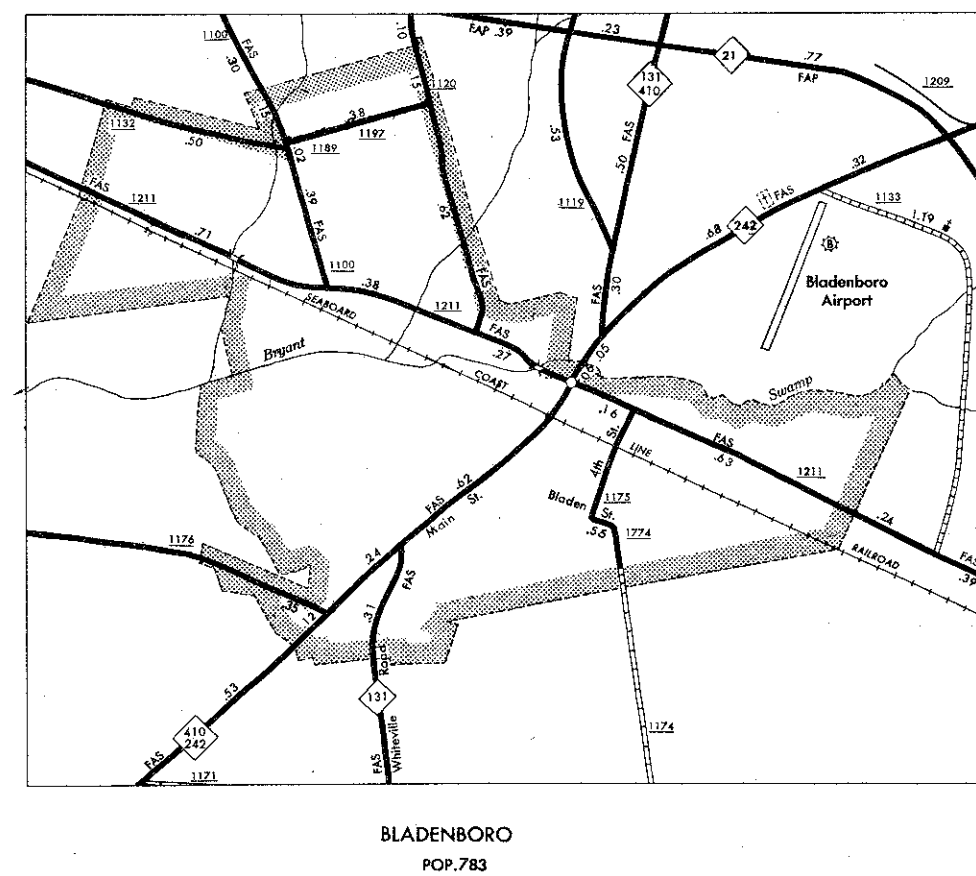 1100
FAS
.30
.15
.10
.15
1120
FAP .39
.23
21
.77
FAP
1209
131
410
FAS
.50
.53
1119
1132
.50
.38
1197
1189
.02
.39
FAS
1100
FAS
1211
.71
.38
1211
FAS
.27
FAS
SEABOARD
COAST
LINE
RAILROAD
Bryant
Swamp
FAS
.30
.05
.68
242
FAS
.32
1133
1.19
B
Bladenboro
Airport
.16
4th St.
FAS
.63
1211
.24
FAS
.39
Bladen St.
1175
.55
1774
1174
FAS .62
Main St.
.24
1176
.35
.12
.31
FAS
Road
131
Whiteville
FAS
.53
410
242
FAS
1171
BLADENBORO
POP.783